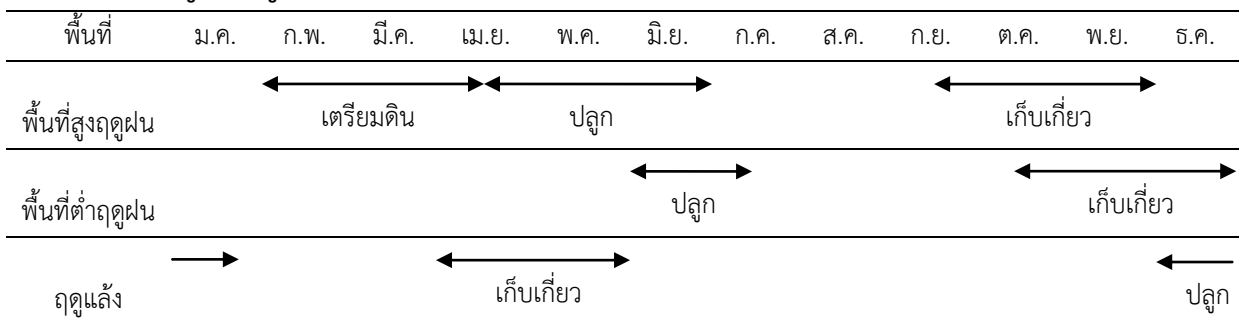 พื้นที่ ม.ค. ก.พ. มี.ค. เม.ย. พ.ค. มิ.ย. ก.ค. ส.ค. ก.ย. ต.ค. พ.ย. ธ.ค.
พื้นที่สูงฤดูฝน เตรียมดิน ปลูก เก็บเกี่ยว
พื้นที่ต่ำฤดูฝน ปลูก เก็บเกี่ยว
ฤดูแล้ง เก็บเกี่ยว ปลูก